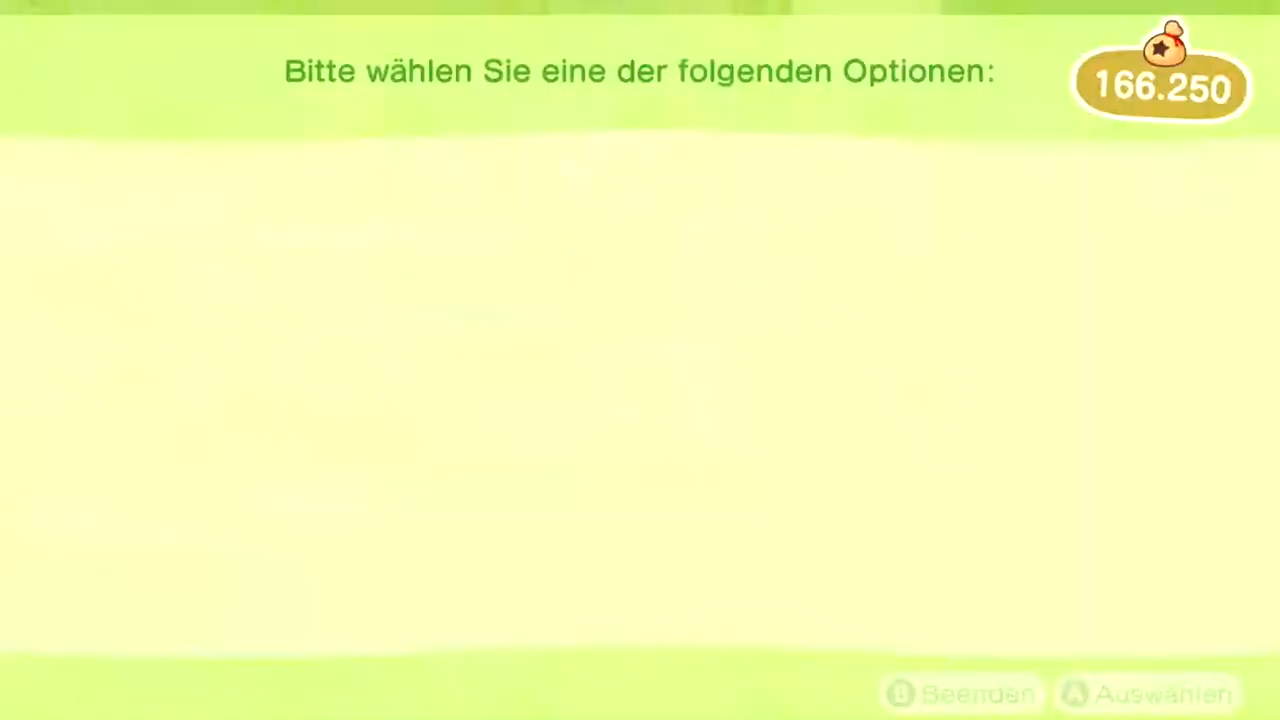 Bitte wählen Sie eine der folgenden Optionen:
166.250
B Beenden A Auswählen